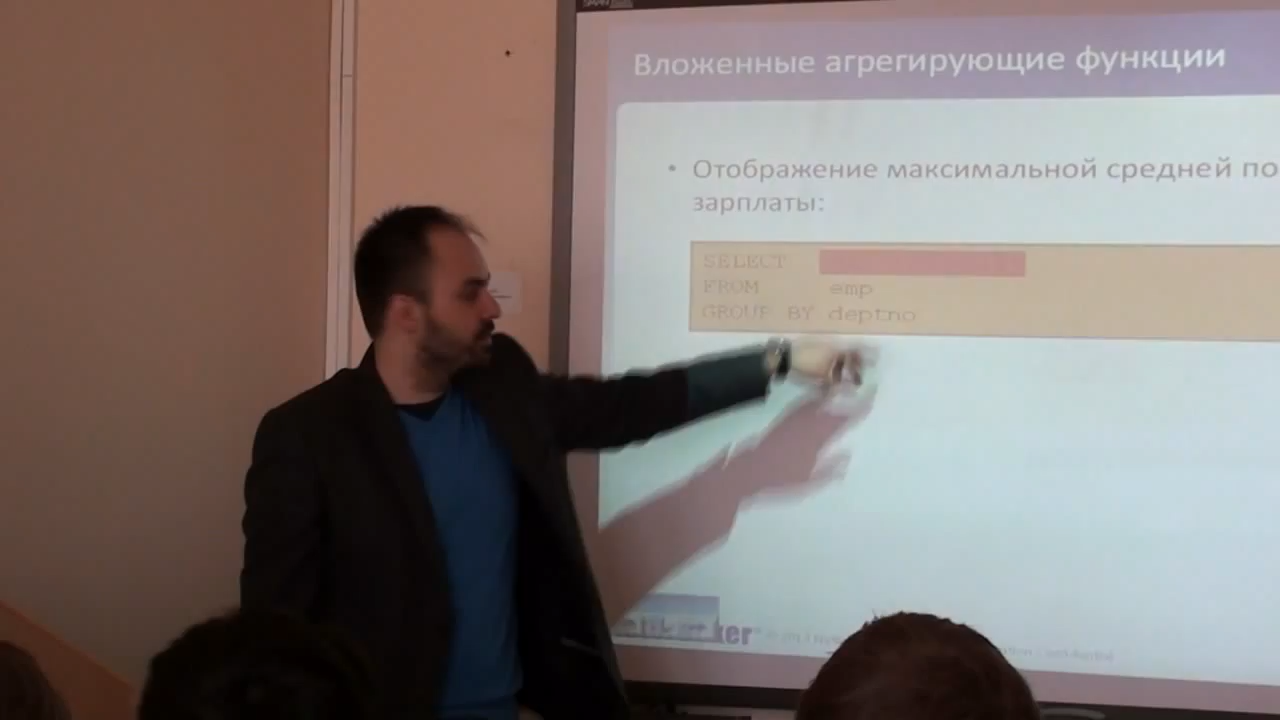 Вложенные агрегирующие функции
• Отображение максимальной средней по
зарплаты:
SELECT
FROM emp
GROUP BY deptno